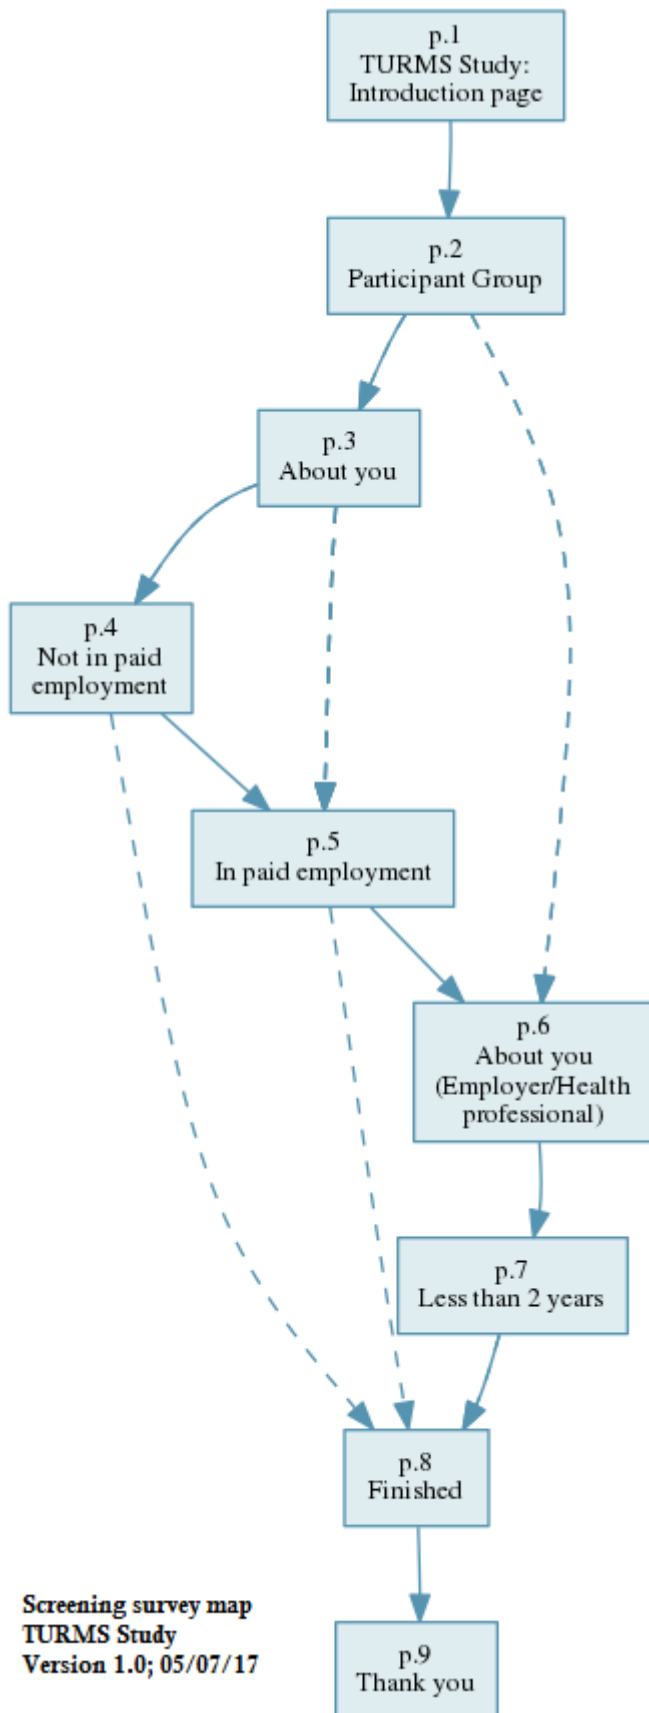 p.1
TURMS Study:
Introduction page
p.2
Participant Group
p.3
About you
p.4
Not in paid
employment
p.5
In paid employment
p.6
About you
(Employer/Health
professional)
p.7
Less than 2 years
p.8
Finished
p.9
Thank you
Screening survey map
TURMS Study
Version 1.0; 05/07/17